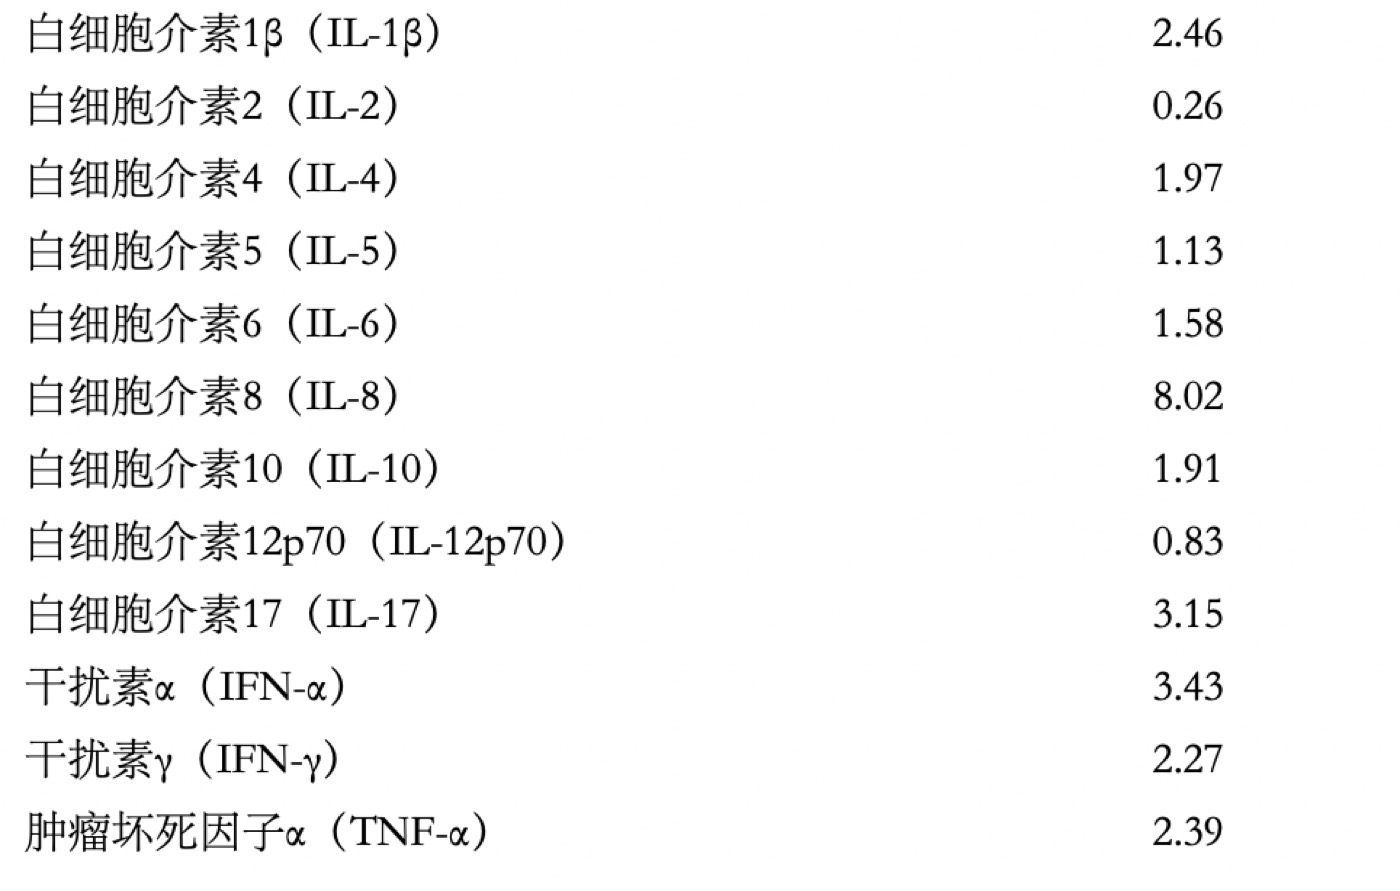 白细胞介素1β（IL-1β） 2.46
白细胞介素2（IL-2） 0.26
白细胞介素4（IL-4） 1.97
白细胞介素5（IL-5） 1.13
白细胞介素6（IL-6） 1.58
白细胞介素8（IL-8） 8.02
白细胞介素10（IL-10） 1.91
白细胞介素12p70（IL-12p70） 0.83
白细胞介素17（IL-17） 3.15
干扰素α（IFN-α） 3.43
干扰素γ（IFN-γ） 2.27
肿瘤坏死因子α（TNF-α） 2.39